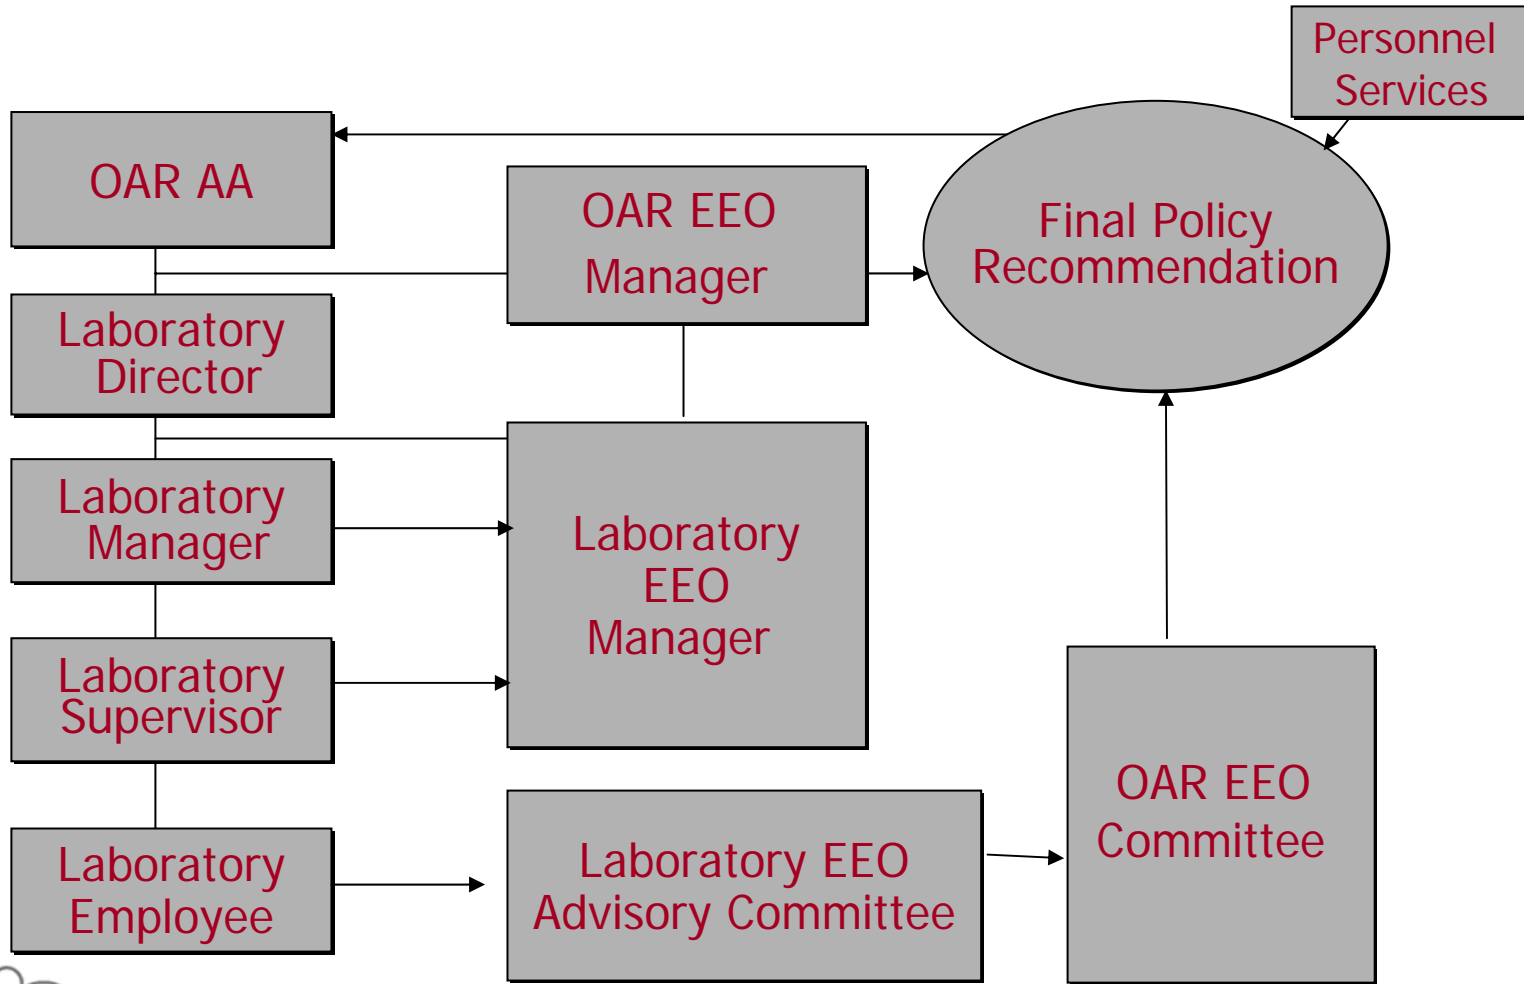 Personnel
Services
OAR AA
OAR EEO
Manager
Final Policy
Recommendation
Laboratory
Director
Laboratory
Manager
Laboratory
EEO
Manager
Laboratory
Supervisor
OAR EEO
Committee
Laboratory
Employee
Laboratory EEO
Advisory Committee